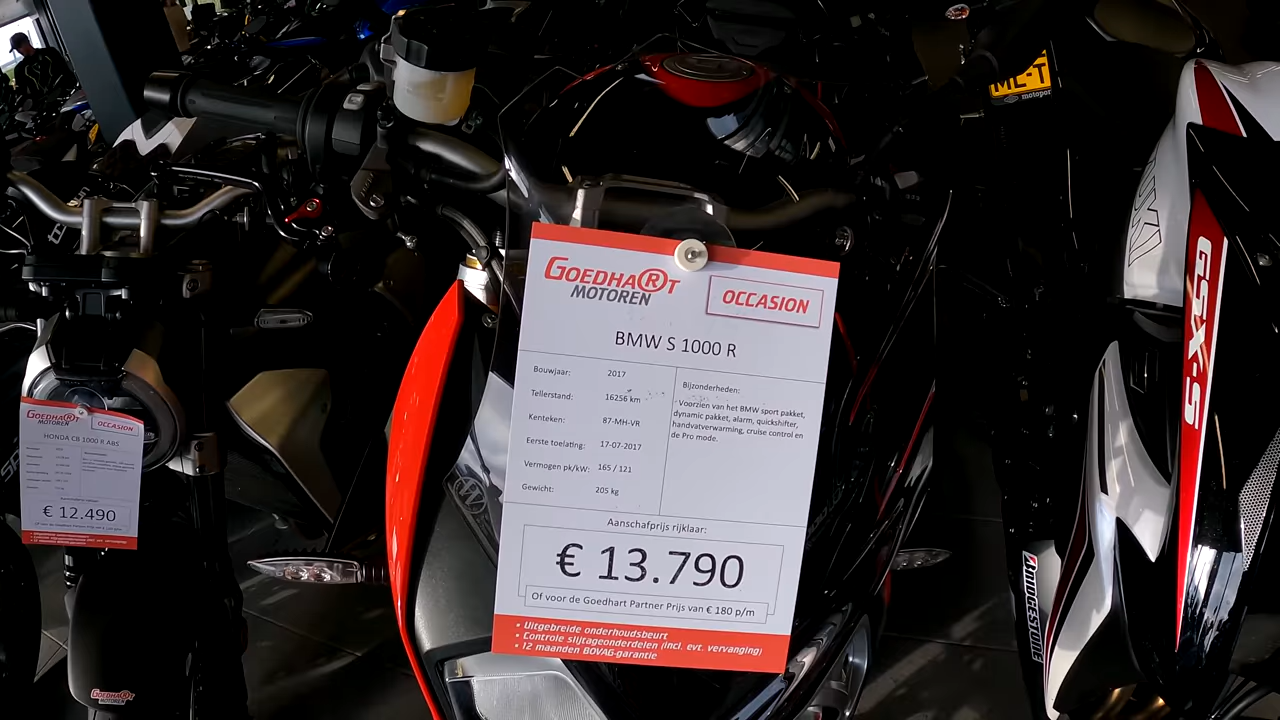 GOEDHART
MOTOREN
OCCASION
BMW S 1000 R
Bouwjaar: 2017
Tellerstand: 16256 km
Kenteken: 87-MH-VR
Eerste toelating: 17-07-2017
Vermogen pk/kW: 165 / 121
Gewicht: 205 kg
Bijzonderheden:
Voorzien van het BMW sport pakket,
dynamic pakket, alarm, quickshifter,
handvatverwarming, cruise control en
de Pro mode.
Aanschafprijs rijklaar:
€ 13.790
Of voor de Goedhart Partner Prijs van € 180 p/m
• Uitgebreide onderhoudsbeurt
• Controle slijtageonderdelen (incl. evt. vervanging)
• 12 maanden BOVAG-garantie
GOEDHART
MOTOREN
OCCASION
HONDA CB 1000 R ABS
€ 12.490
GOEDHART
MOTOREN
ML-T
motopor
UKI
GSX-S
BRIDGESTONE